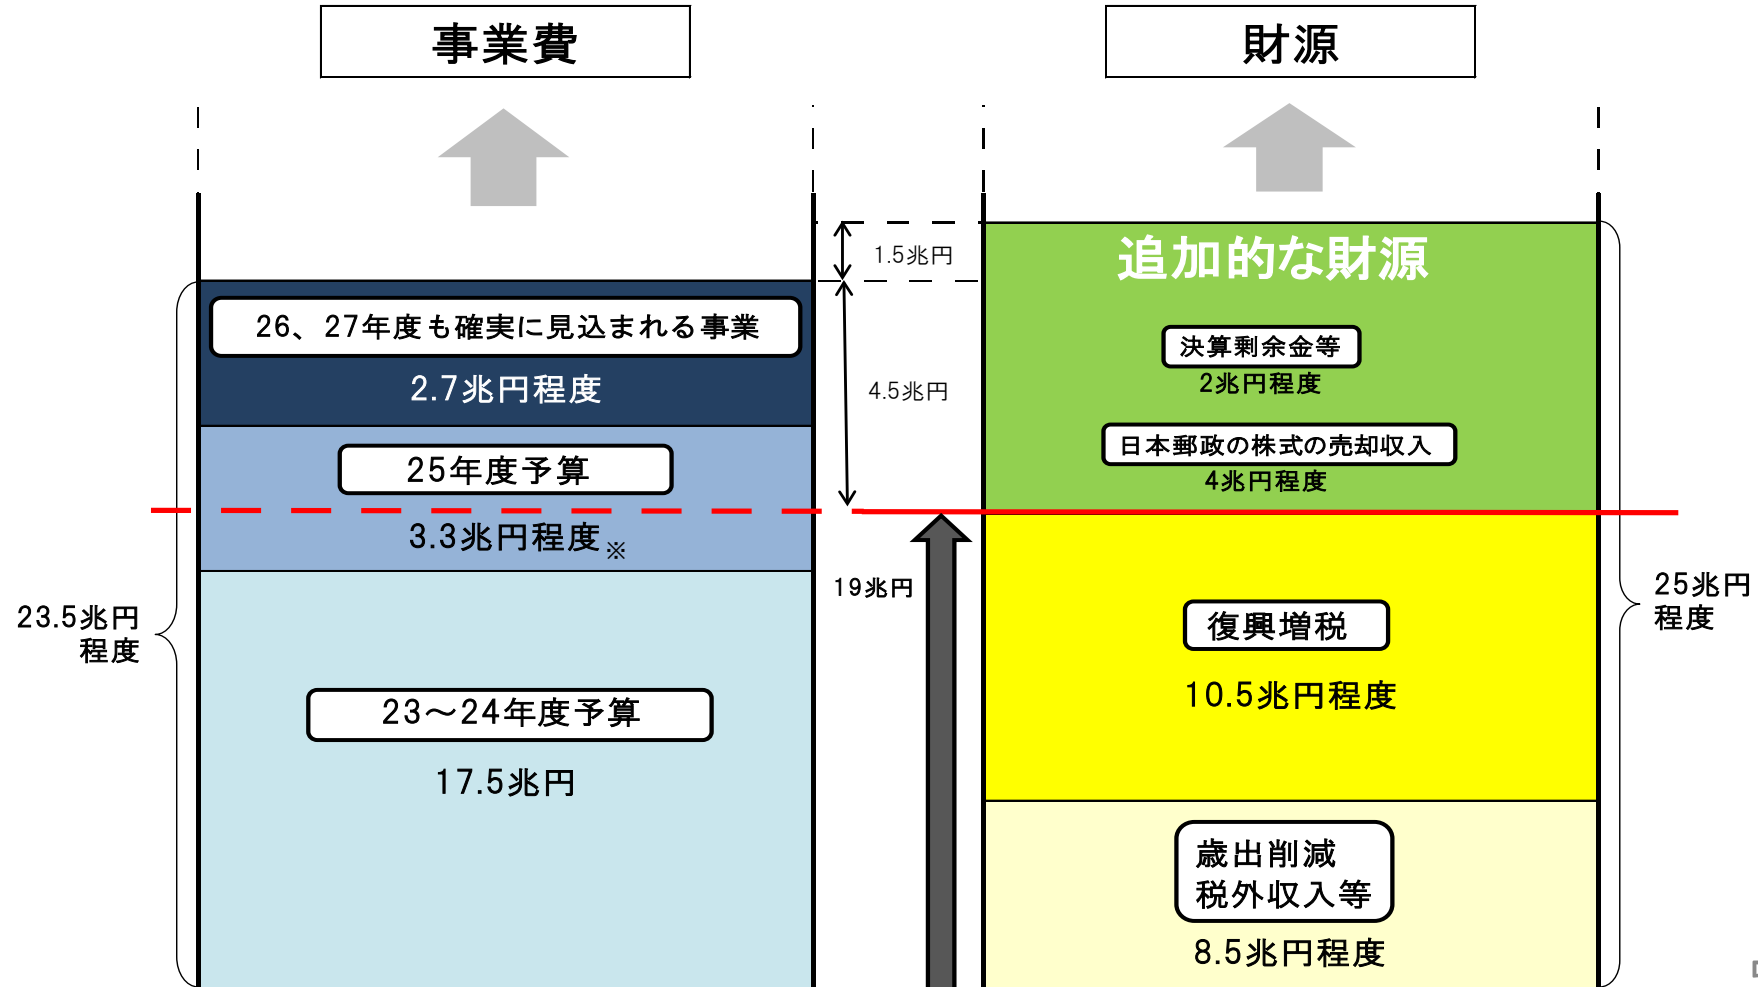 事業費
財源
1.5兆円
追加的な財源
26、27年度も確実に見込まれる事業
2.7兆円程度
決算剰余金等
2兆円程度
4.5兆円
25年度予算
3.3兆円程度※
日本郵政の株式の売却収入
4兆円程度
23.5兆円
程度
19兆円
25兆円
程度
復興増税
10.5兆円程度
23～24年度予算
17.5兆円
歳出削減
税外収入等
8.5兆円程度